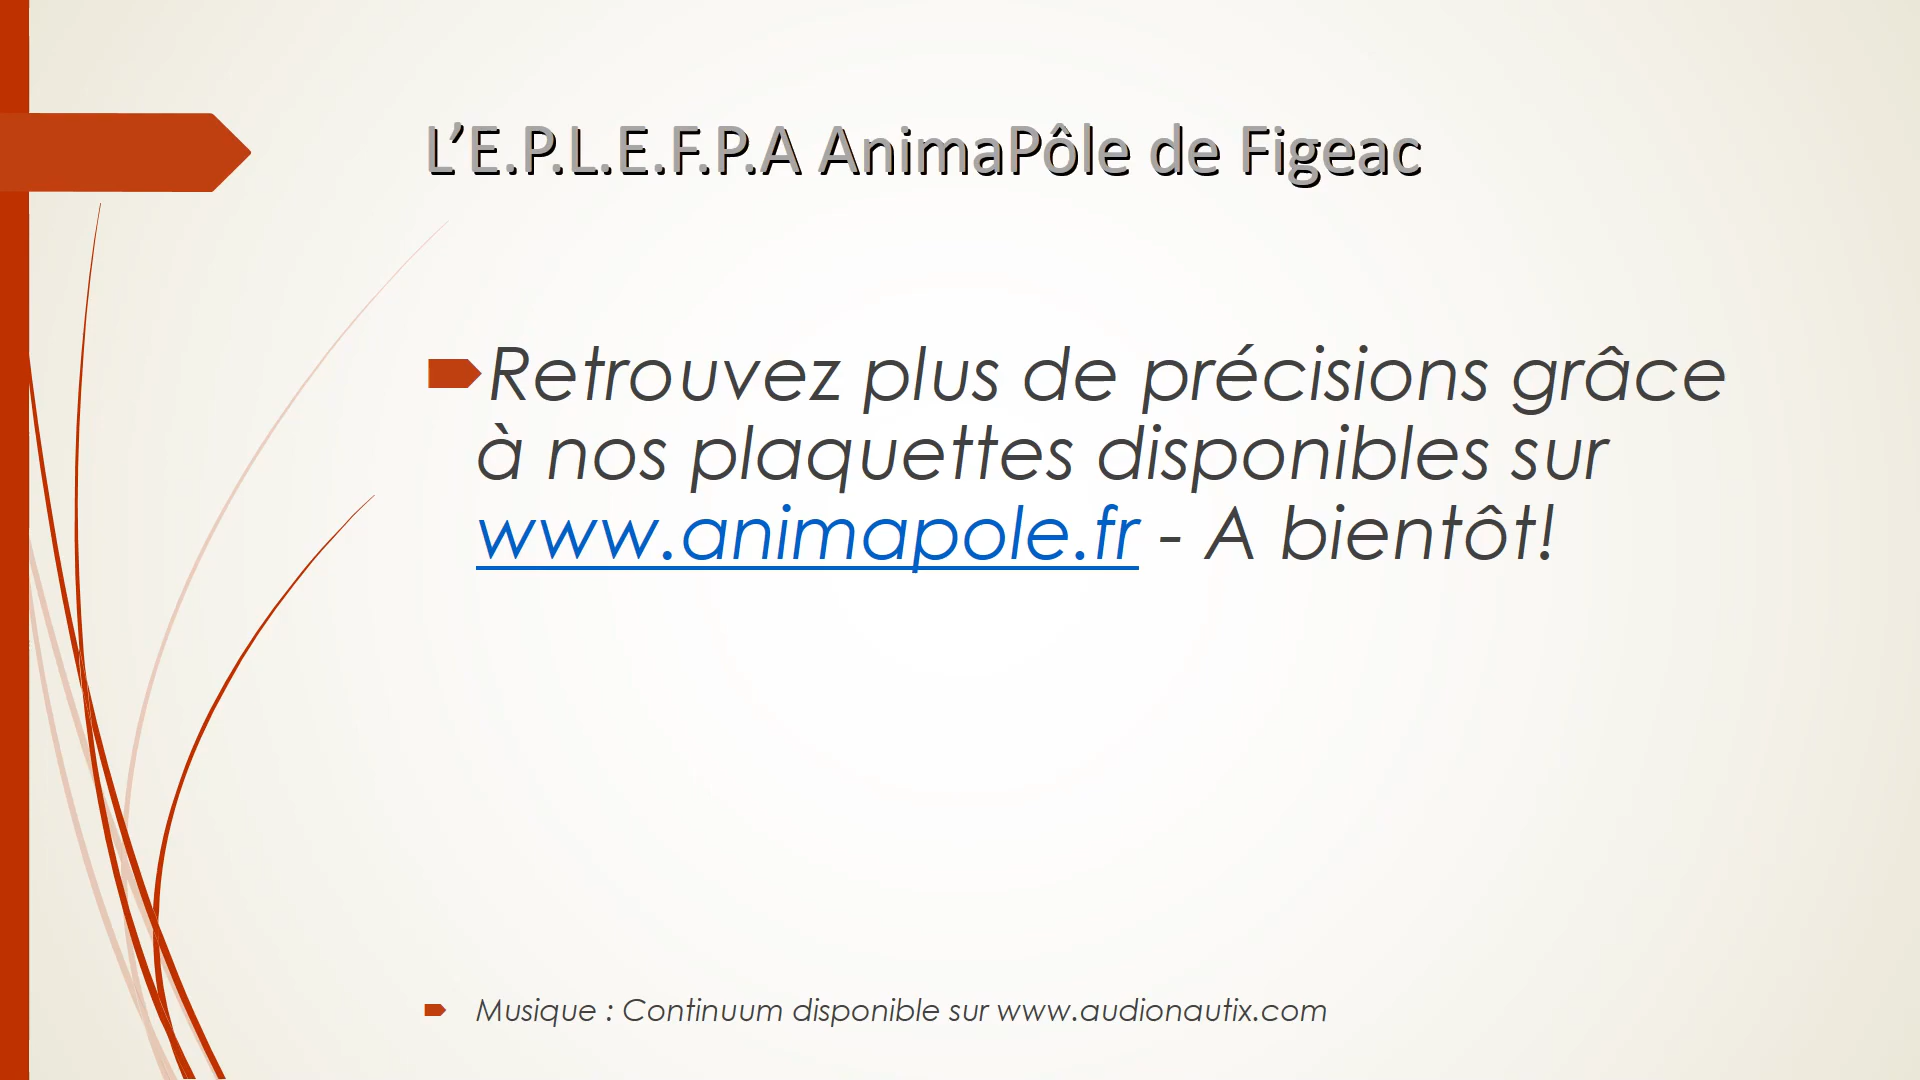 L’E.P.L.E.F.P.A AnimaPôle de Figeac
Retrouvez plus de précisions grâce
à nos plaquettes disponibles sur
www.animapole.fr - A bientôt!
Musique : Continuum disponible sur www.audionautix.com